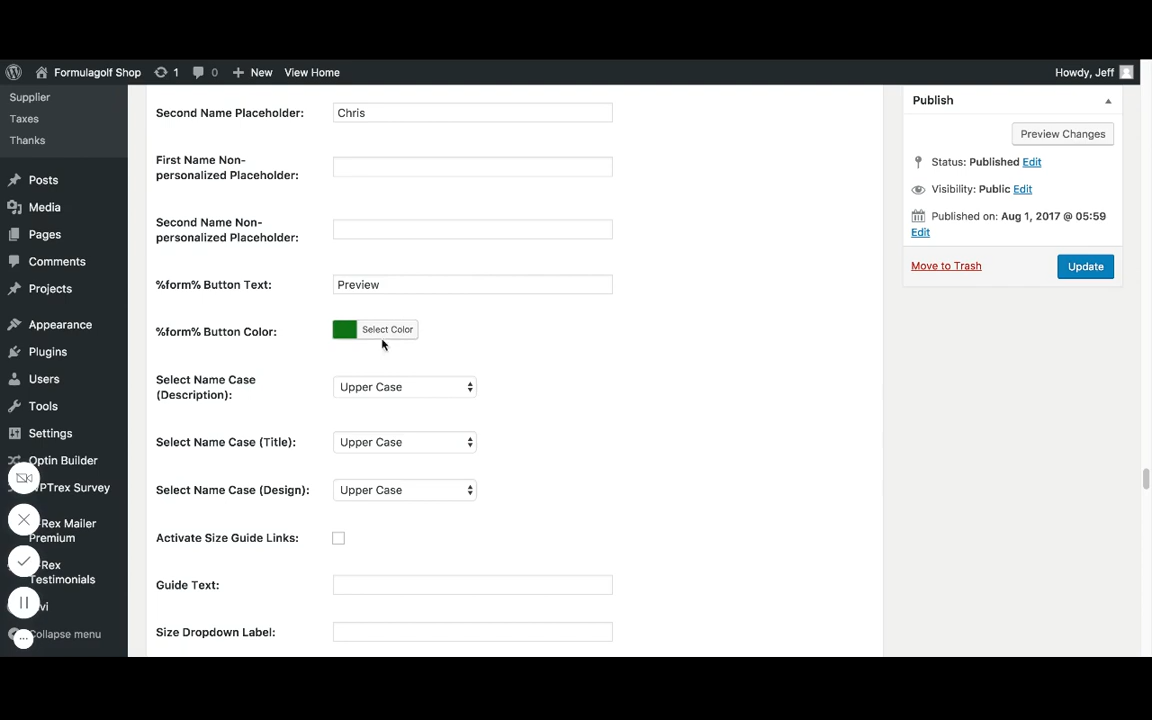 Formulagolf Shop 1 0 New View Home Howdy, Jeff
Supplier
Taxes
Thanks
Posts
Media
Pages
Comments
Projects
Appearance
Plugins
Users
Tools
Settings
Optin Builder
Survey
Mailer
Premium
Testimonials
Collapse menu
Second Name Placeholder: Chris
First Name Non-
personalized Placeholder:
Second Name Non-
personalized Placeholder:
%form% Button Text: Preview
%form% Button Color: Select Color
Select Name Case
(Description): Upper Case
Select Name Case (Title): Upper Case
Select Name Case (Design): Upper Case
Activate Size Guide Links:
Guide Text:
Size Dropdown Label:
Publish
Preview Changes
Status: Published Edit
Visibility: Public Edit
Published on: Aug 1, 2017 @ 05:59
Edit
Move to Trash Update